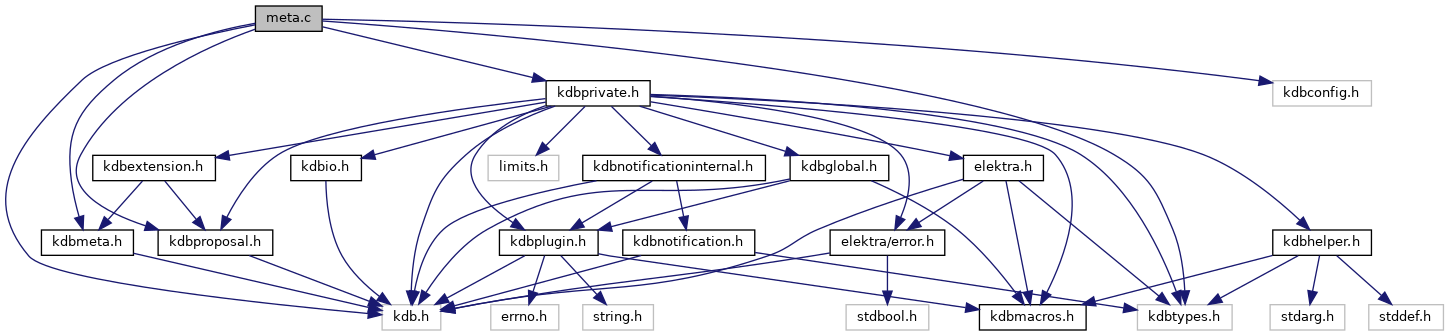 meta.c
kdbprivate.h
kdbconfig.h
kdbextension.h
kdbio.h
limits.h
kdbnotificationinternal.h
kdbglobal.h
elektra.h
kdbmeta.h
kdbproposal.h
kdbplugin.h
kdbnotification.h
elektra/error.h
kdbhelper.h
kdb.h
errno.h
string.h
stdbool.h
kdbmacros.h
kdbtypes.h
stdarg.h
stddef.h